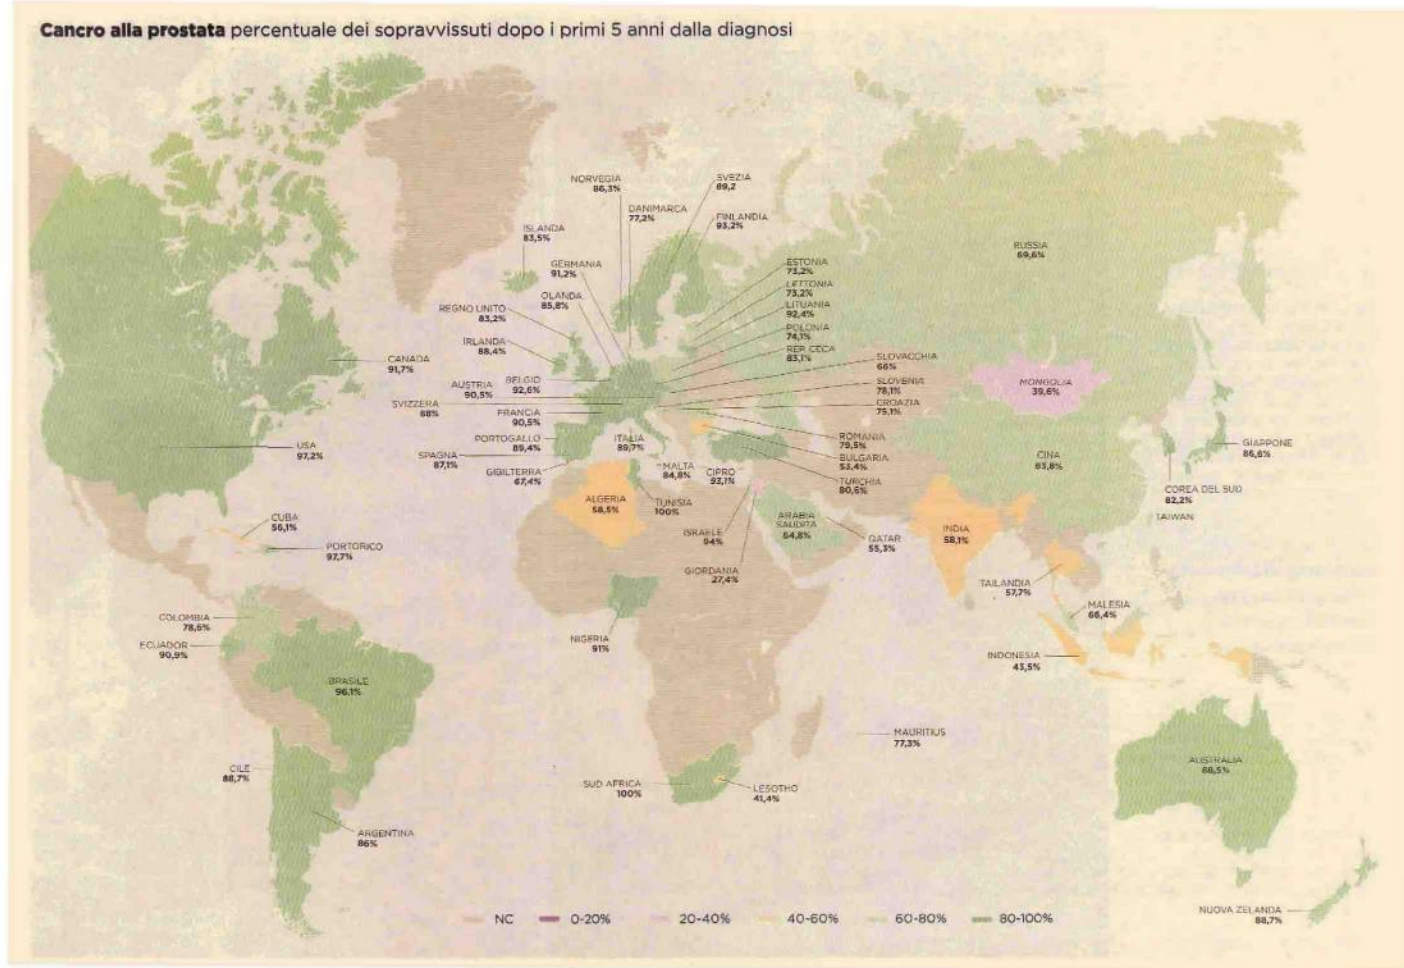 Cancro alla prostata percentuale dei sopravvissuti dopo i primi 5 anni dalla diagnosi
NORVEGIA
86,3%
SVEZIA
89,2
DANIMARCA
77,2%
FINLANDIA
93,2%
ISLANDA
83,5%
GERMANIA
91,2%
OLANDA
85,8%
REGNO UNITO
83,2%
IRLANDA
88,4%
RUSSIA
69,6%
ESTONIA
73,2%
LETTONIA
73,2%
LITUANIA
92,4%
POLONIA
74,1%
REP. CECA
83,1%
SLOVACCHIA
66%
SLOVENIA
78,1%
CROAZIA
75,1%
CANADA
91,7%
AUSTRIA
90,5%
BELGIO
92,6%
SVIZZERA
88%
FRANCIA
90,5%
MONGOLIA
39,6%
USA
97,2%
PORTOGALLO
89,4%
SPAGNA
87,1%
GIBILTERRA
67,4%
ITALIA
89,7%
MALTA
84,8%
CIPRO
93,1%
ROMANIA
79,5%
BULGARIA
53,4%
TURCHIA
80,6%
CINA
63,8%
GIAPPONE
86,6%
COREA DEL SUD
82,2%
TAIWAN
CUBA
56,1%
PORTORICO
97,7%
ALGERIA
58,5%
TUNISIA
100%
ISRAELE
94%
GIORDANIA
27,4%
ARABIA
SAUDITA
64,8%
QATAR
55,3%
INDIA
58,1%
TAILANDIA
57,7%
MALESIA
66,4%
INDONESIA
43,5%
COLOMBIA
78,5%
ECUADOR
90,9%
BRASILE
96,1%
NIGERIA
91%
MAURITIUS
77,3%
CILE
88,7%
ARGENTINA
86%
SUD AFRICA
100%
LESOTHO
41,4%
AUSTRALIA
88,5%
NUOVA ZELANDA
88,7%
NC 0-20% 20-40% 40-60% 60-80% 80-100%